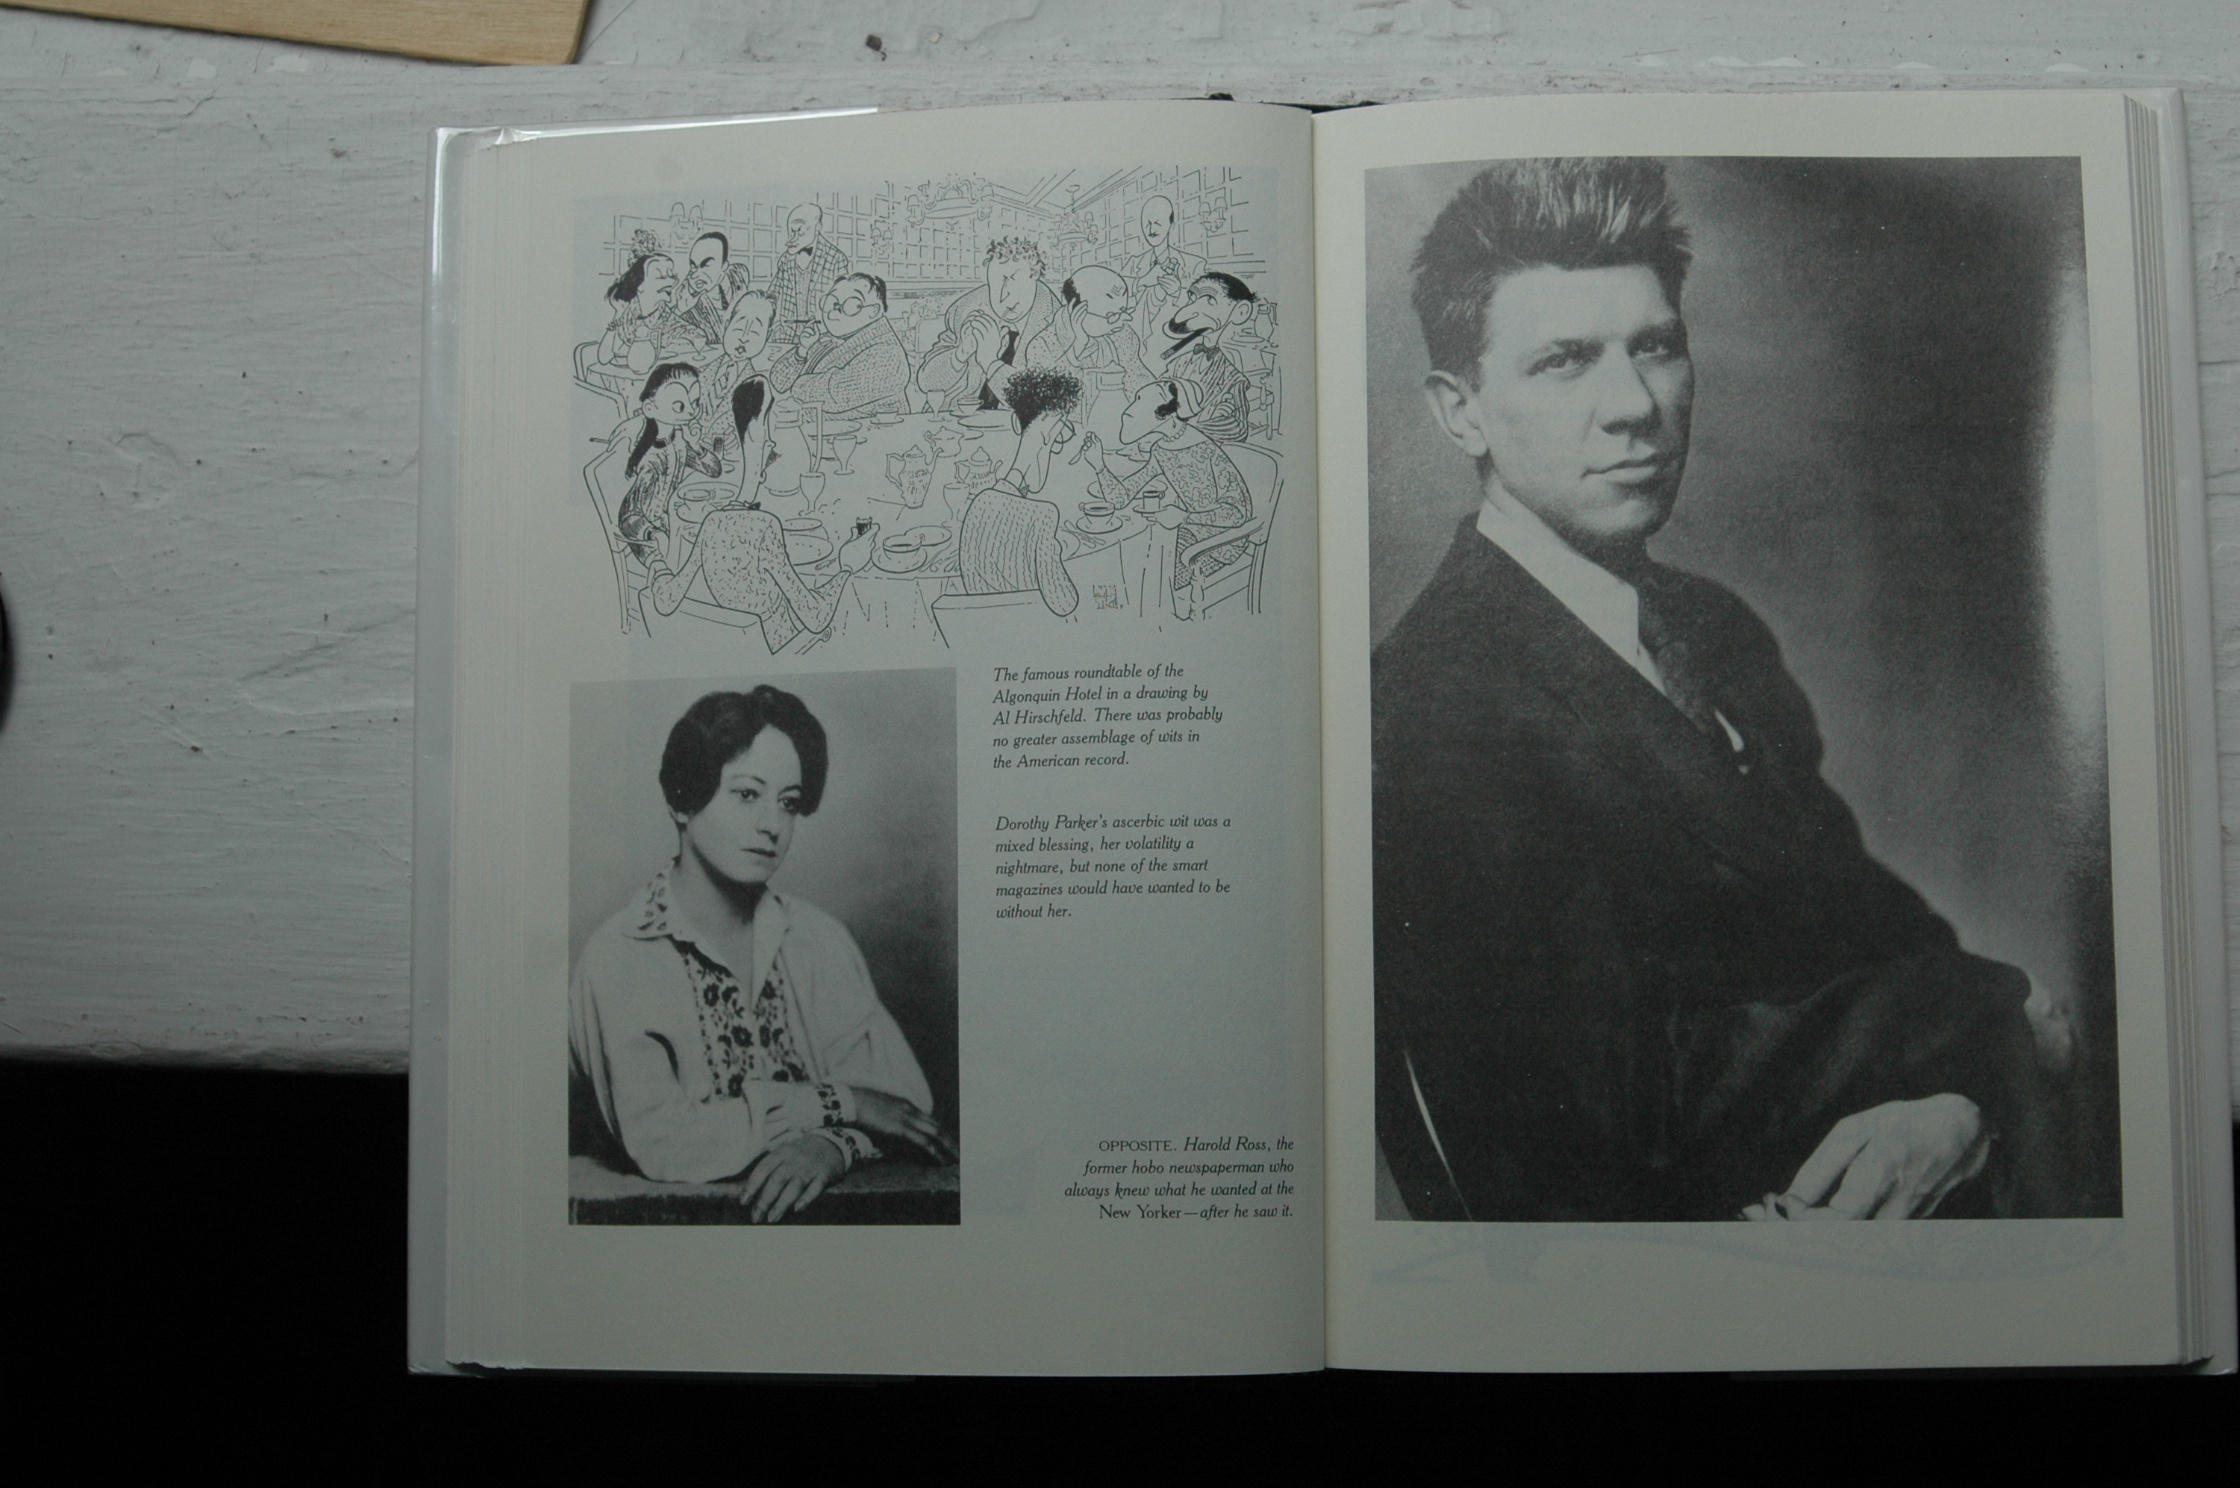 The famous roundtable of the
Algonquin Hotel in a drawing by
Al Hirschfeld. There was probably
no greater assemblage of wits in
the American record.
Dorothy Parker's ascerbic wit was a
mixed blessing, her volatility a
nightmare, but none of the smart
magazines would have wanted to be
without her.
OPPOSITE. Harold Ross, the
former hobo newspaperman who
always knew what he wanted at the
New Yorker—after he saw it.